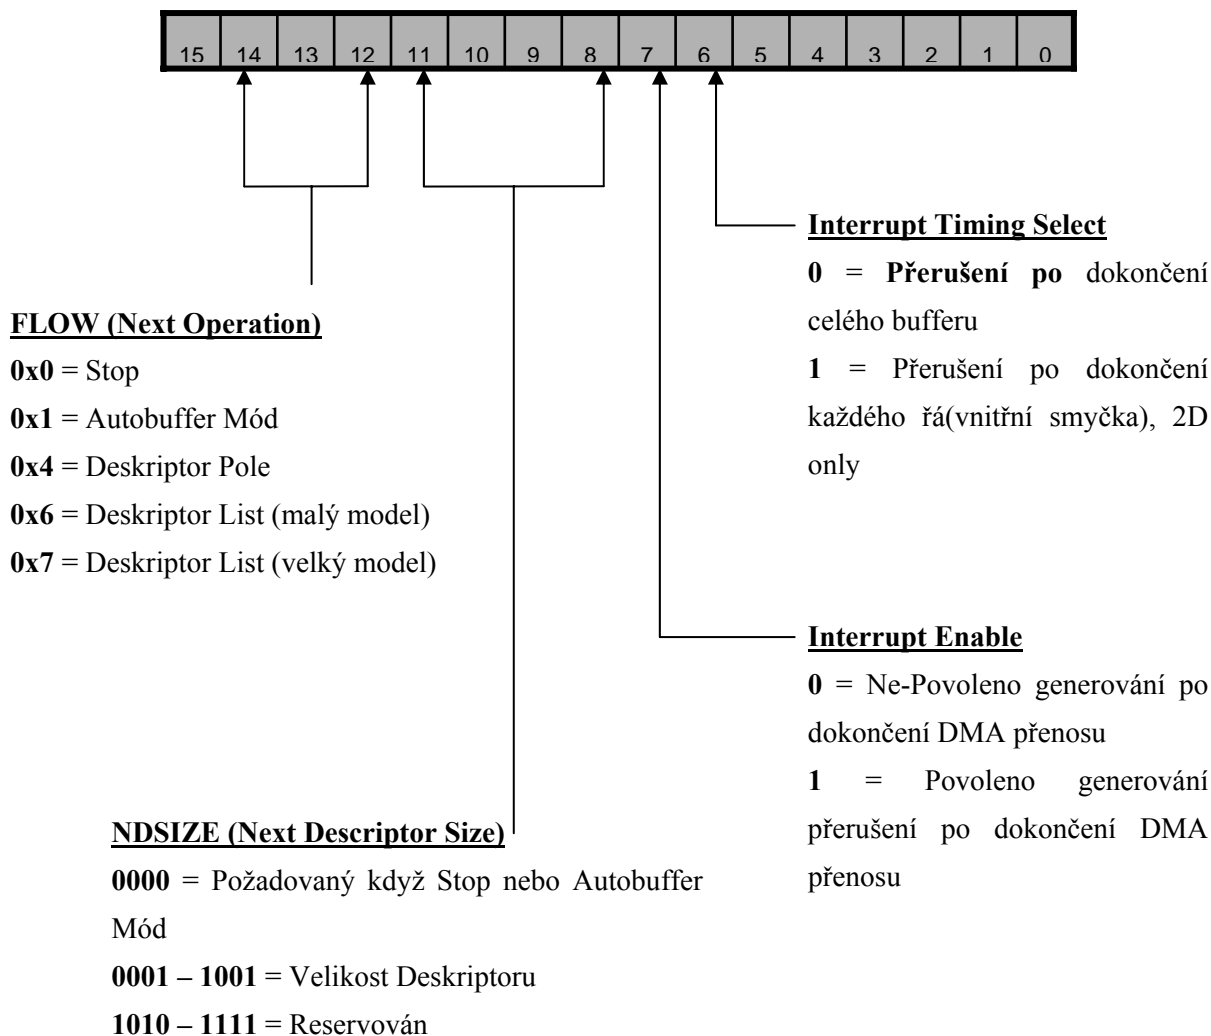 15 14 13 12 11 10 9 8 7 6 5 4 3 2 1 0
FLOW (Next Operation)
0x0 = Stop
0x1 = Autobuffer Mód
0x4 = Deskriptor Pole
0x6 = Deskriptor List (malý model)
0x7 = Deskriptor List (velký model)
Interrupt Timing Select
0 = Přerušení po dokončení
celého bufferu
1 = Přerušení po dokončení
každého řá(vnitřní smyčka), 2D
only
Interrupt Enable
0 = Ne-Povoleno generování po
dokončení DMA přenosu
1 = Povoleno generování
přerušení po dokončení DMA
přenosu
NDSIZE (Next Descriptor Size)
0000 = Požadovaný když Stop nebo Autobuffer
Mód
0001 – 1001 = Velikost Deskriptoru
1010 – 1111 = Reservován